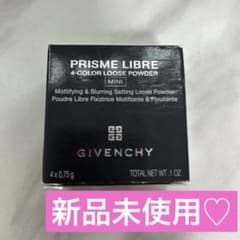 PRISME LIBRE
4-COLOR LOOSE POWDER
MINI
Mattifying & Blurring Setting Loose Powder
Poudre Libre Fixatrice Matifiante & Floutante
GIVENCHY
4 x 0,75 g TOTAL NET WT .1 OZ
新品未使用♡